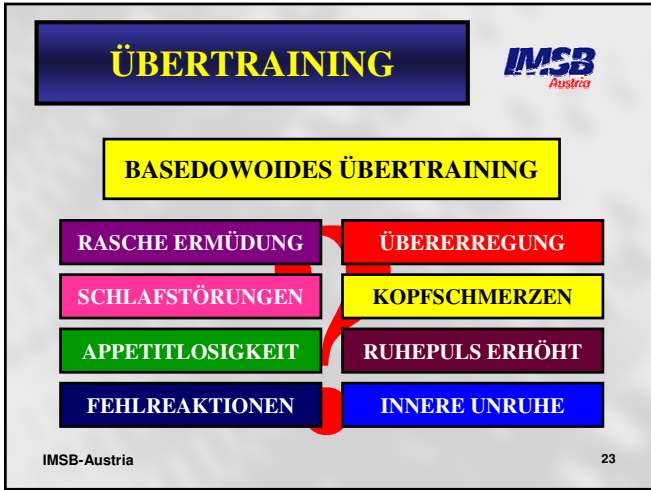 ÜBERTRAINING
IMSB
Austria
BASEDOWOIDES ÜBERTRAINING
RASCHE ERMÜDUNG
ÜBERERREGUNG
SCHLAFSTÖRUNGEN
KOPFSCHMERZEN
APPETITLOSIGKEIT
RUHEPULS ERHÖHT
FEHLREAKTIONEN
INNERE UNRUHE
IMSB-Austria
23